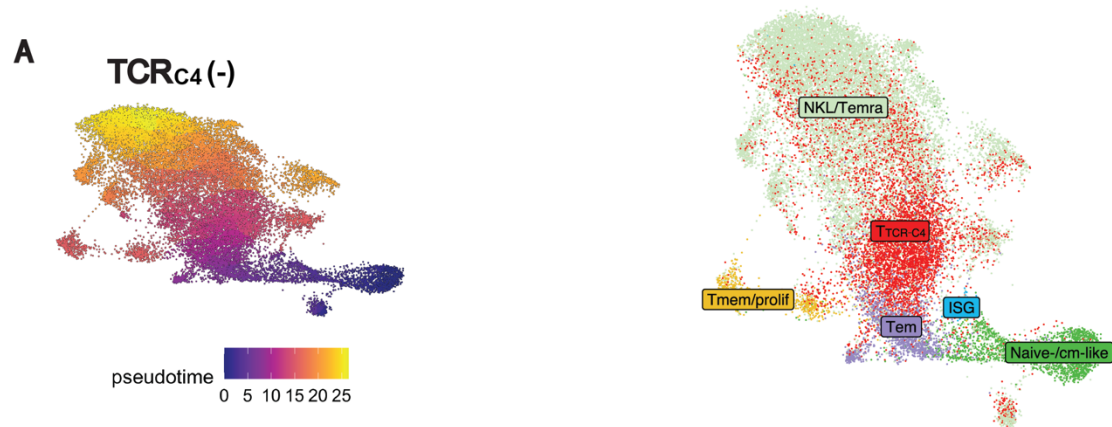 A
TCRC4 (-)
pseudotime
0 5 10 15 20 25
NKL/Temra
TTCR-C4
Tmem/prolif
ISG
Tem
Naive-/cm-like